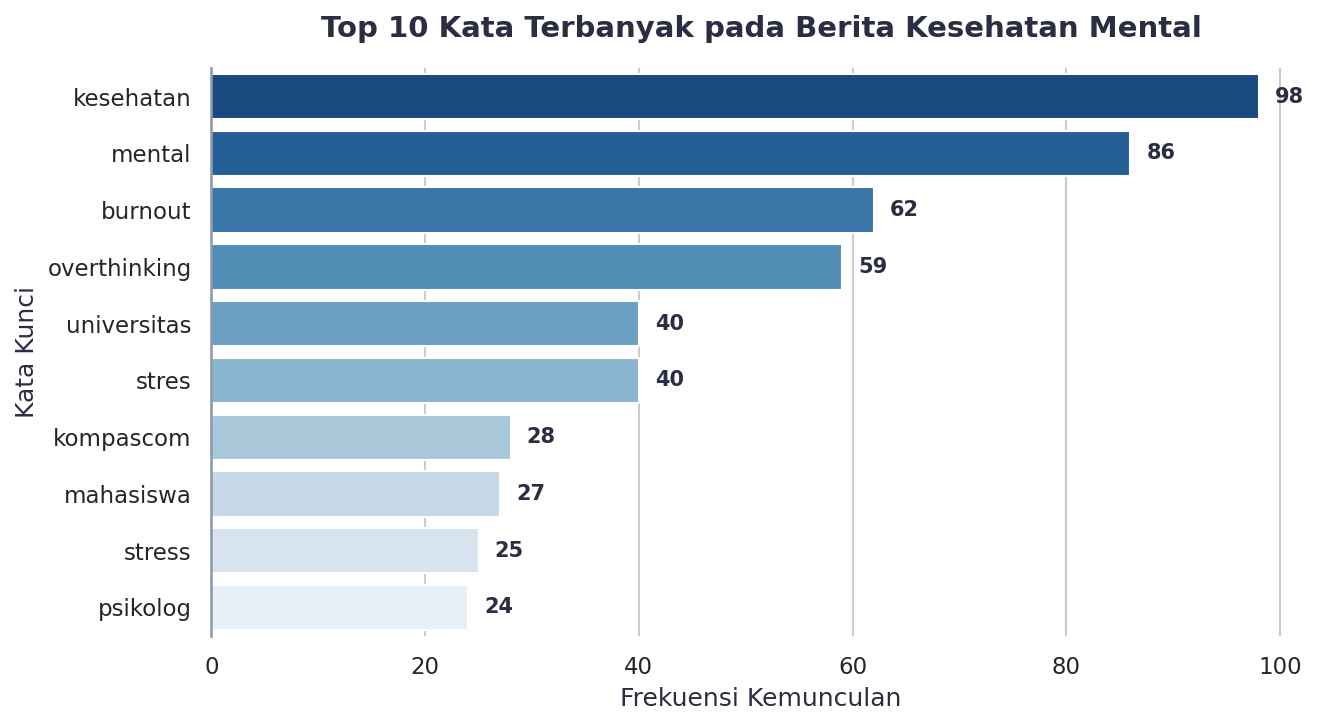 Top 10 Kata Terbanyak pada Berita Kesehatan Mental
Kata Kunci
kesehatan 98
mental 86
burnout 62
overthinking 59
universitas 40
stres 40
kompascom 28
mahasiswa 27
stress 25
psikolog 24
0 20 40 60 80 100
Frekuensi Kemunculan